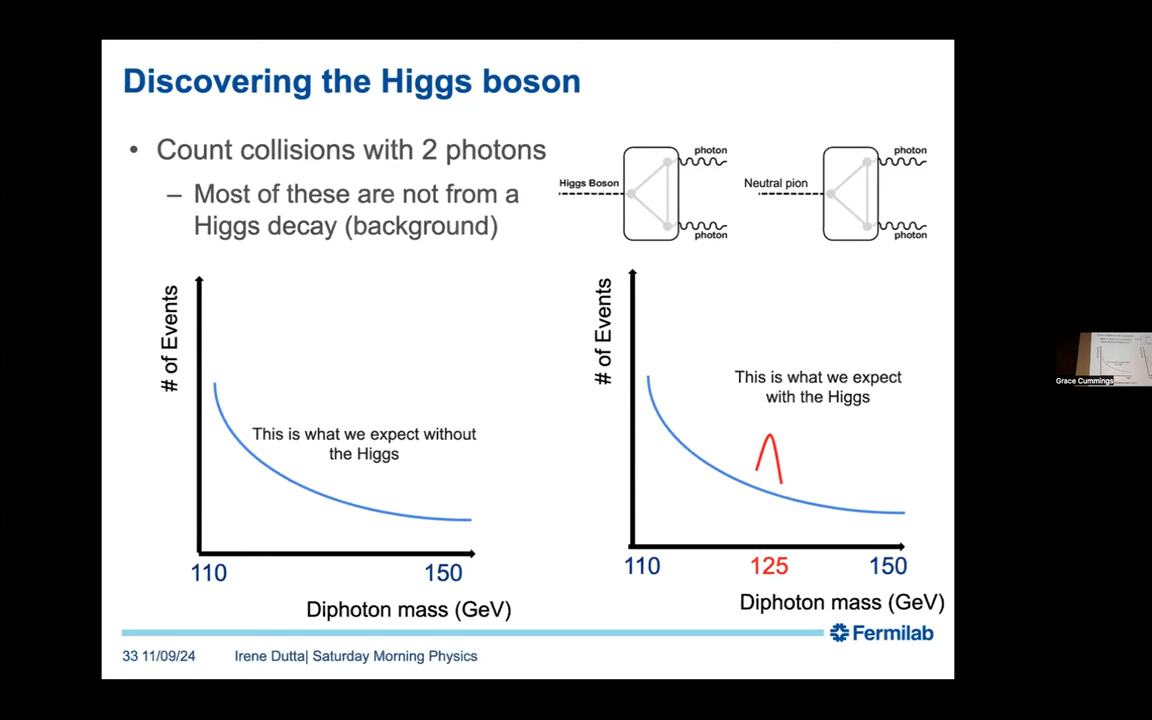 Discovering the Higgs boson
• Count collisions with 2 photons
– Most of these are not from a
Higgs decay (background)
photon
Higgs Boson
photon
photon
Neutral pion
photon
# of Events
This is what we expect without
the Higgs
110
150
Diphoton mass (GeV)
# of Events
This is what we expect
with the Higgs
110
125
150
Diphoton mass (GeV)
Fermilab
33 11/09/24
Irene Dutta| Saturday Morning Physics
Grace Cummings